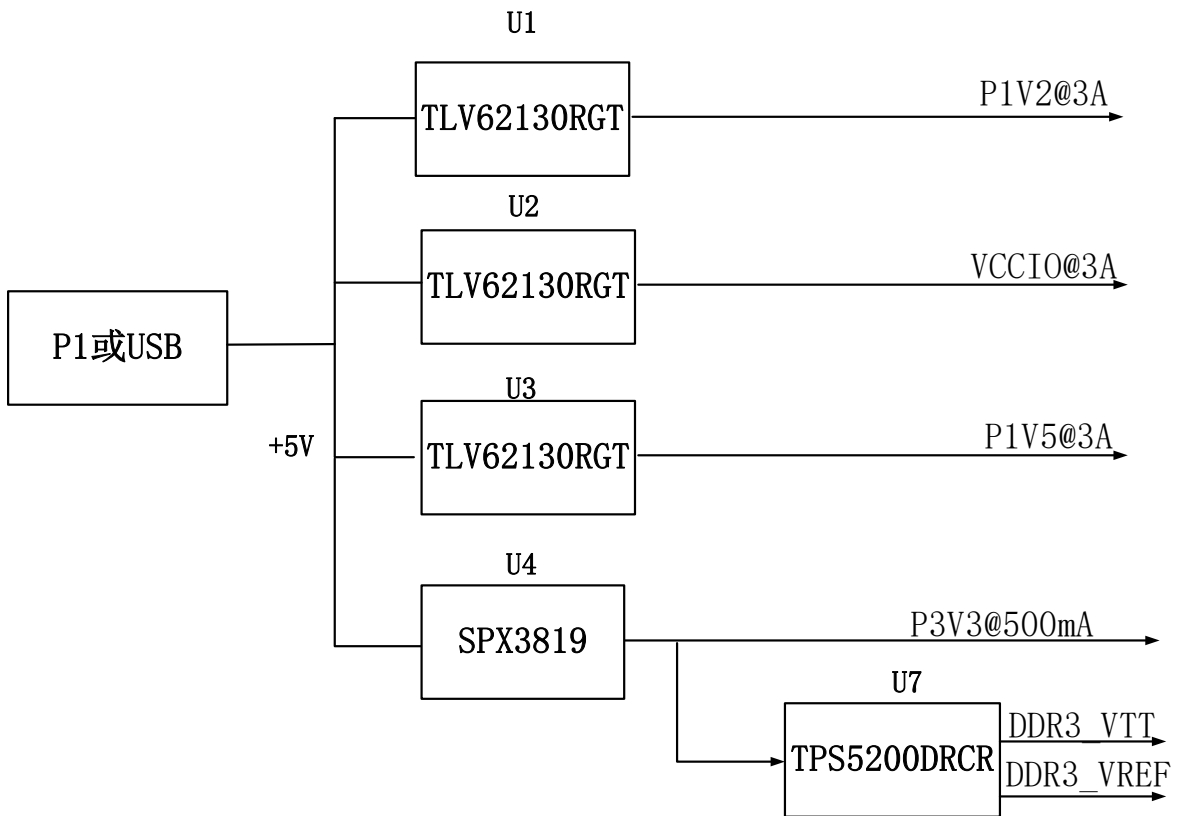 U1
TLV62130RGT
P1V2@3A
U2
TLV62130RGT
VCCIO@3A
P1或USB
+5V
U3
TLV62130RGT
P1V5@3A
U4
SPX3819
P3V3@500mA
U7
TPS5200DRCR
DDR3_VTT
DDR3_VREF